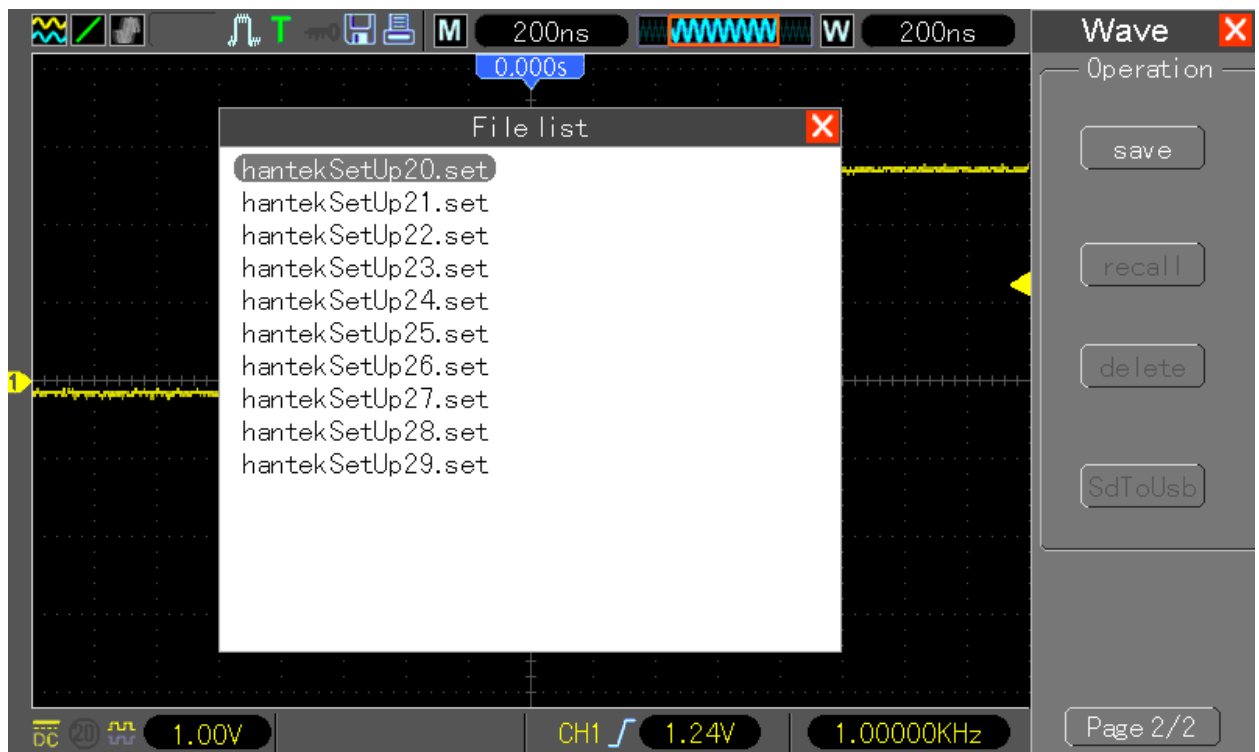 T M 200ns W 200ns Wave
0.000s
Operation
File list
hantekSetUp20.set
hantekSetUp21.set
hantekSetUp22.set
hantekSetUp23.set
hantekSetUp24.set
hantekSetUp25.set
hantekSetUp26.set
hantekSetUp27.set
hantekSetUp28.set
hantekSetUp29.set
save
recall
delete
SdToUsb
1
DC 20 1.00V CH1 1.24V 1.00000KHz Page 2/2